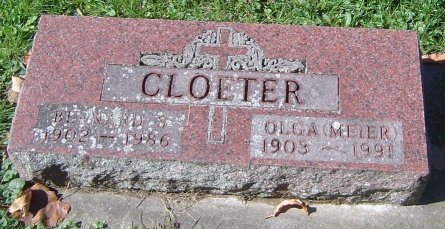 CLOETER
BERNARD G.
1902 — 1986
OLGA (MEIER)
1903 — 1991